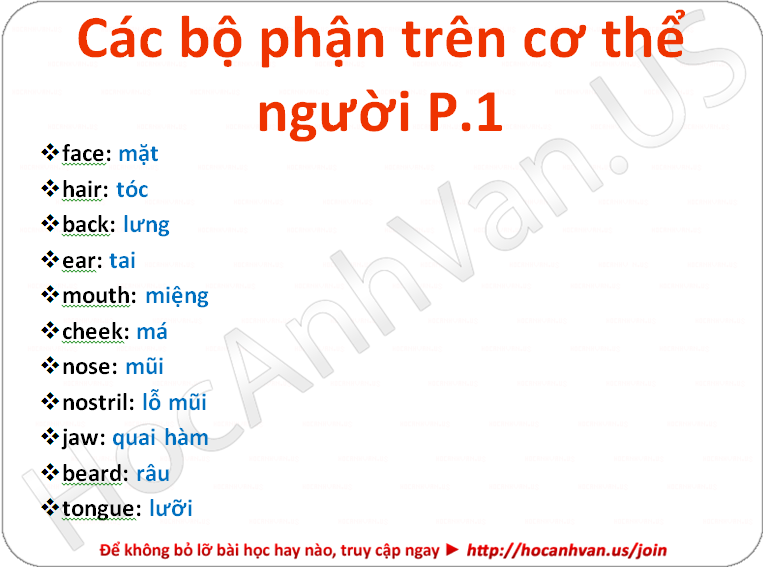 Các bộ phận trên cơ thể
người P.1
❖face: mặt
❖hair: tóc
❖back: lưng
❖ear: tai
❖mouth: miệng
❖cheek: má
❖nose: mũi
❖nostril: lỗ mũi
❖jaw: quai hàm
❖beard: râu
❖tongue: lưỡi
HocAnhVan.US
Để không bỏ lỡ bài học hay nào, truy cập ngay ► http://hocanhvan.us/join